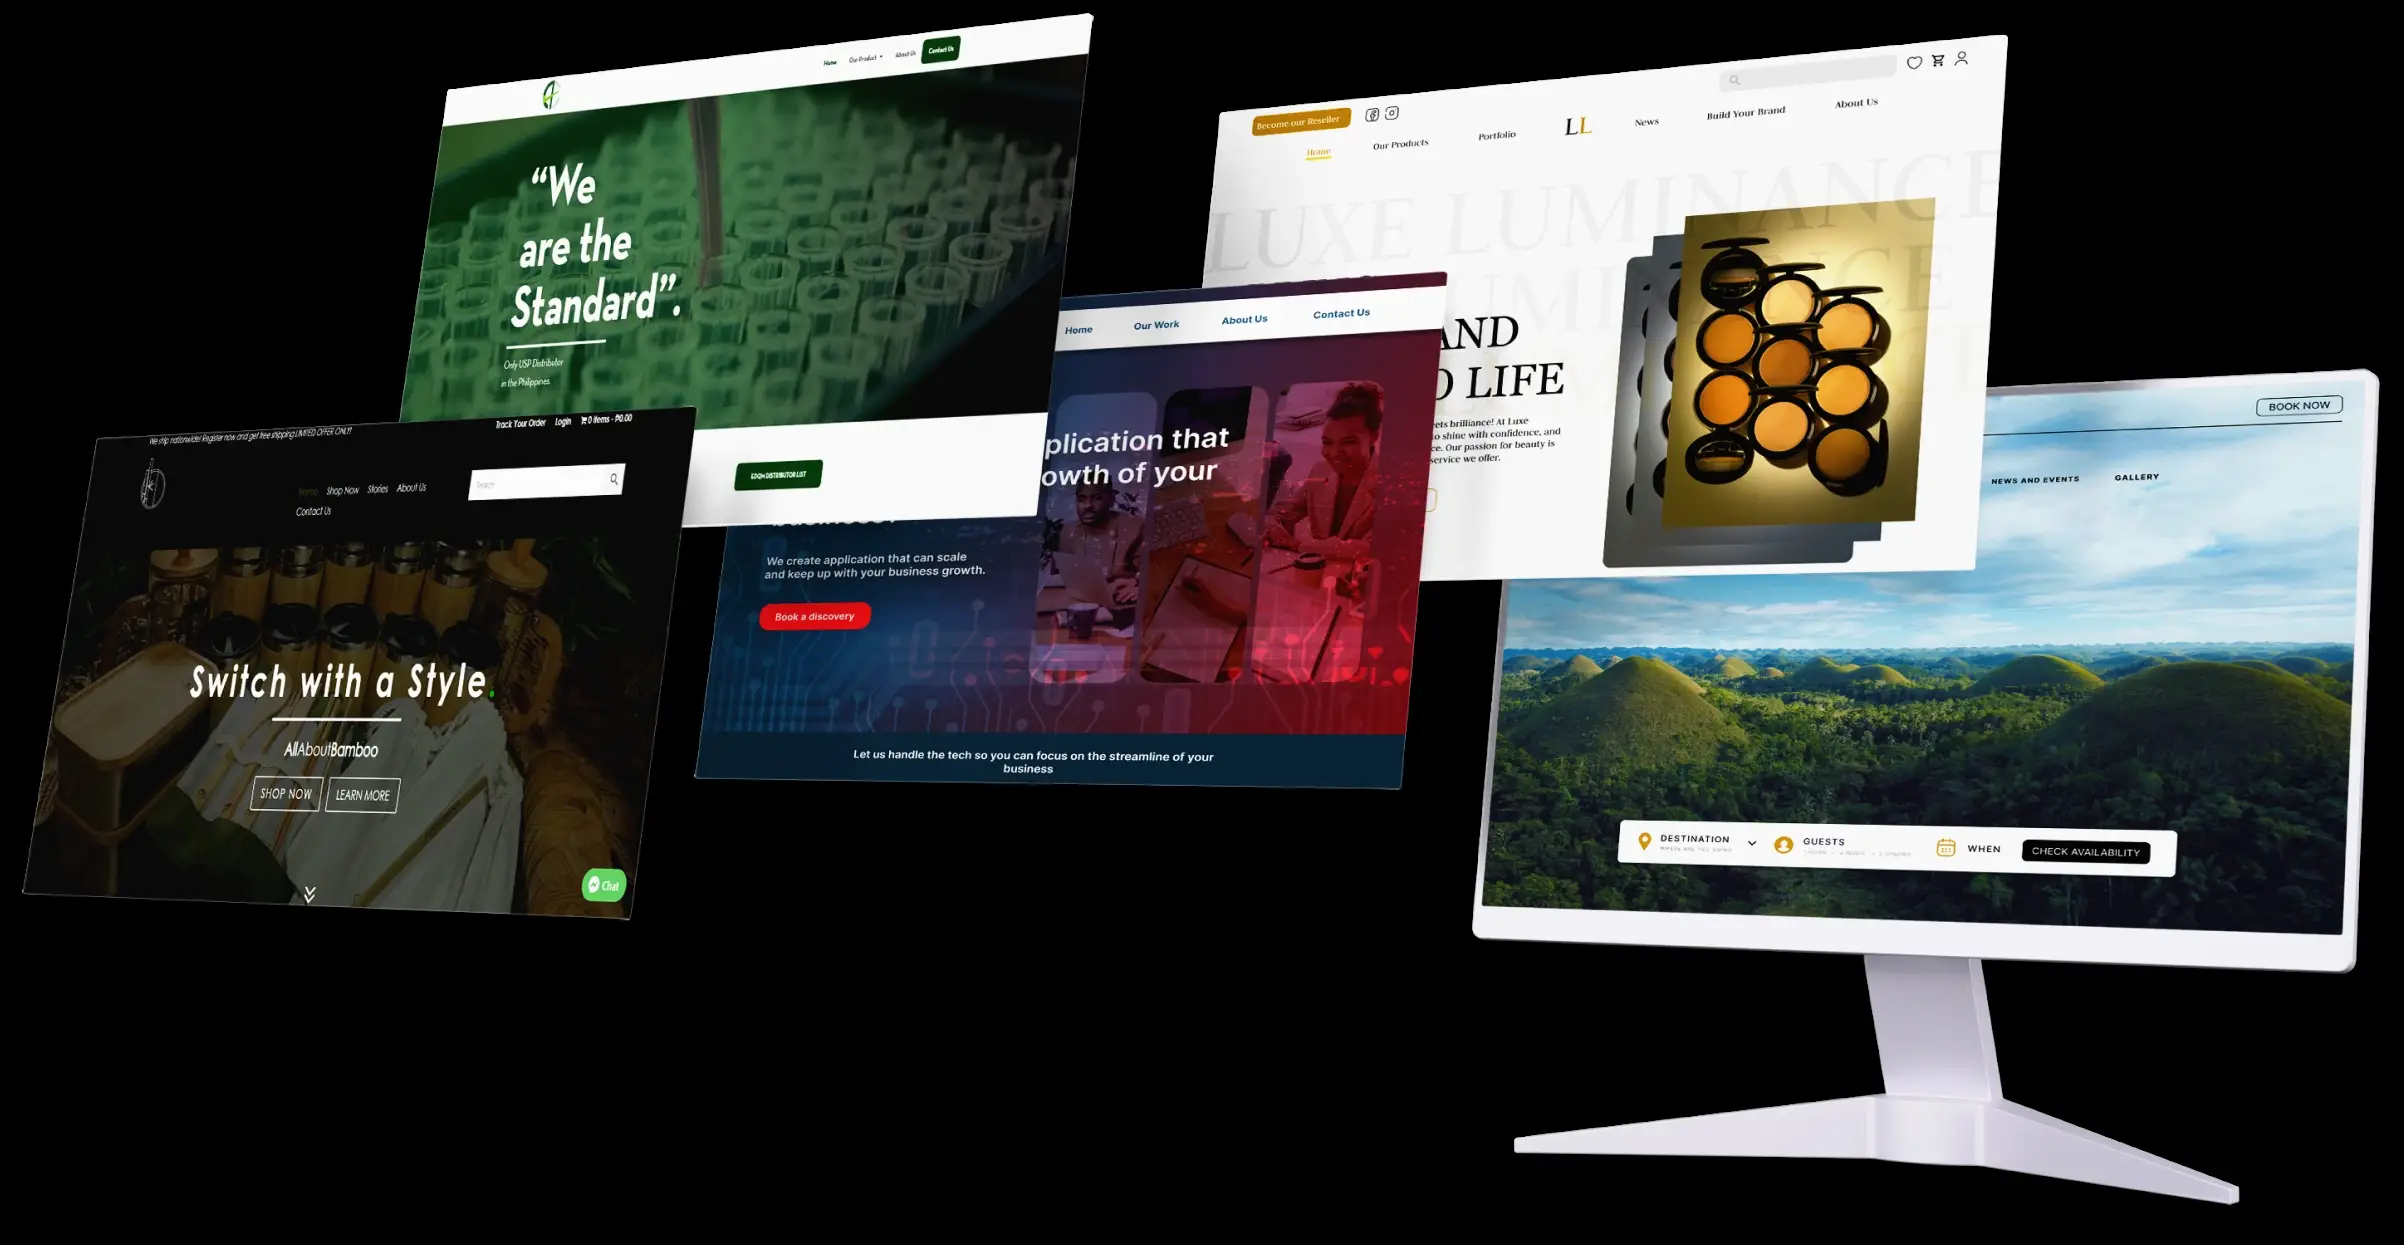 Home
Our Product
About Us
Contact Us
“We
are the
Standard”.
Only USP Distributor
in the Philippines.
EDQM DISTRIBUTOR LIST
Become our Reseller
Home
Our Products
Portfolio
LL
News
Build Your Brand
About Us
LUXE LUMINANCE
AND
LIFE
brilliance! At Luxe
to shine with confidence, and
Our passion for beauty is
service we offer.
Home
Our Work
About Us
Contact Us
that
of your
We create application that can scale
and keep up with your business growth.
Book a discovery
Let us handle the tech so you can focus on the streamline of your
business
We ship nationwide! Register now and get free shipping LIMITED OFFER ONLY!
Track Your Order
Login
0 items - ₱0.00
Home
Shop Now
Stories
About Us
Contact Us
Search
Switch with a Style.
AllAboutBamboo
SHOP NOW
LEARN MORE
Chat
BOOK NOW
NEWS AND EVENTS
GALLERY
DESTINATION
WHERE ARE YOU GOING
GUESTS
WHEN
CHECK AVAILABILITY